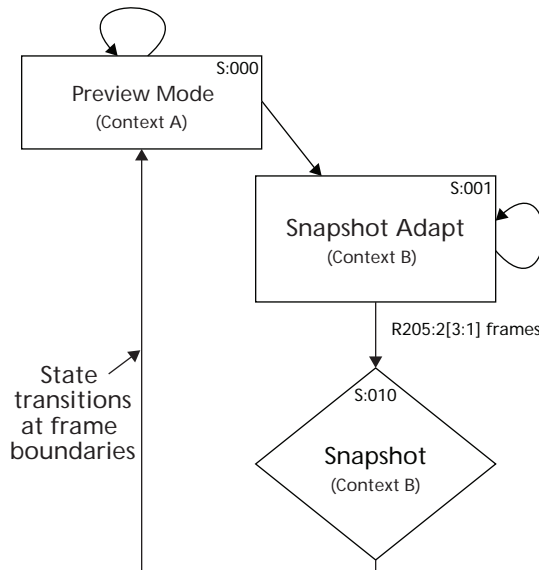 S:000
Preview Mode
(Context A)
S:001
Snapshot Adapt
(Context B)
R205:2[3:1] frames
State
transitions
at frame
boundaries
S:010
Snapshot
(Context B)